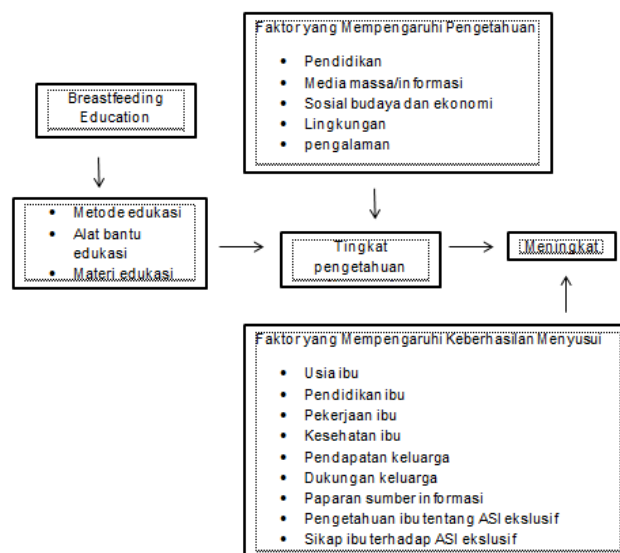 Faktor yang Mempengaruhi Pengetahuan
• Pendidikan
• Media massa/informasi
• Sosial budaya dan ekonomi
• Lingkungan
• pengalaman
Breastfeeding
Education
• Metode edukasi
• Alat bantu
edukasi
• Materi edukasi
Tingkat
pengetahuan
Meningkat
Faktor yang Mempengaruhi Keberhasilan Menyusui
• Usia ibu
• Pendidikan ibu
• Pekerjaan ibu
• Kesehatan ibu
• Pendapatan keluarga
• Dukungan keluarga
• Paparan sumber informasi
• Pengetahuan ibu tentang ASI ekslusif
• Sikap ibu terhadap ASI ekslusif